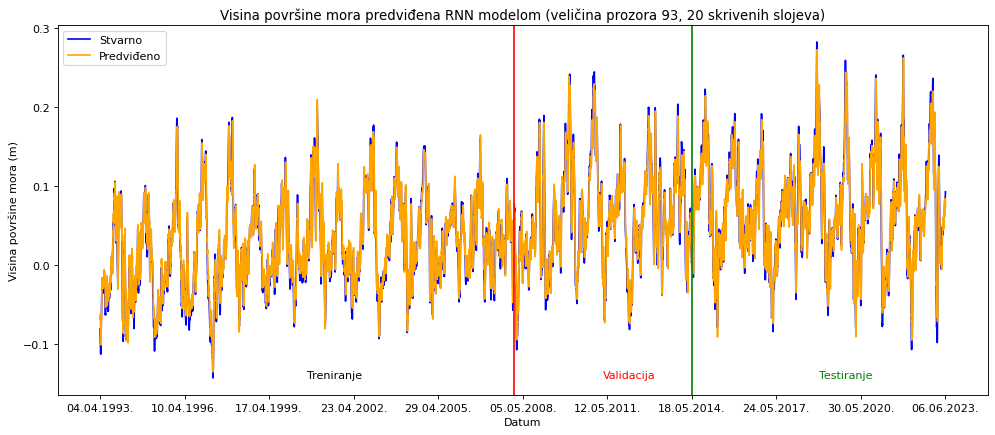 Visina površine mora predviđena RNN modelom (veličina prozora 93, 20 skrivenih slojeva)
Stvarno
Predviđeno
Visina površine mora (m)
0.3
0.2
0.1
0.0
−0.1
Treniranje
Validacija
Testiranje
04.04.1993.
10.04.1996.
17.04.1999.
23.04.2002.
29.04.2005.
05.05.2008.
12.05.2011.
18.05.2014.
24.05.2017.
30.05.2020.
06.06.2023.
Datum